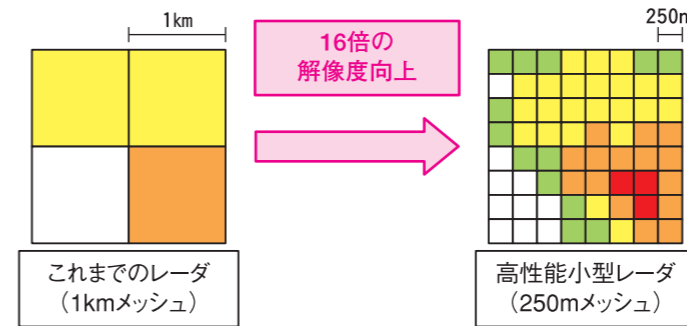 1km
16倍の
解像度向上
250m
これまでのレーダ
（1kmメッシュ）
高性能小型レーダ
（250mメッシュ）